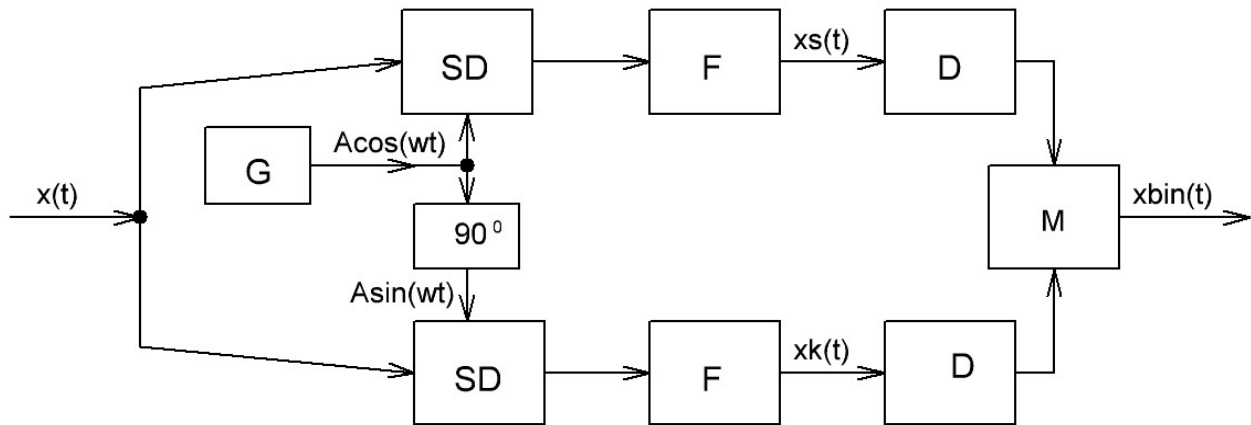 SD
F
xs(t)
D
G
Acos(wt)
x(t)
90⁰
M
xbin(t)
Asin(wt)
SD
F
xk(t)
D